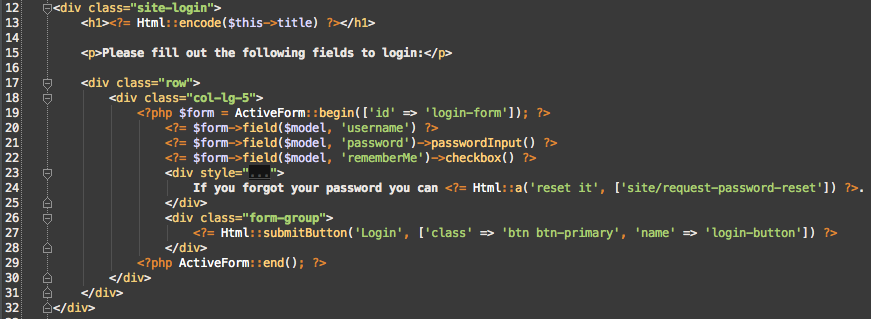 12 <div class="site-login">
13     <h1><?= Html::encode($this->title) ?></h1>
14
15     <p>Please fill out the following fields to login:</p>
16
17     <div class="row">
18         <div class="col-lg-5">
19             <?php $form = ActiveForm::begin(['id' => 'login-form']); ?>
20                 <?= $form->field($model, 'username') ?>
21                 <?= $form->field($model, 'password')->passwordInput() ?>
22                 <?= $form->field($model, 'rememberMe')->checkbox() ?>
23                 <div style="...">
24                     If you forgot your password you can <?= Html::a('reset it', ['site/request-password-reset']) ?>.
25                 </div>
26                 <div class="form-group">
27                     <?= Html::submitButton('Login', ['class' => 'btn btn-primary', 'name' => 'login-button']) ?>
28                 </div>
29             <?php ActiveForm::end(); ?>
30         </div>
31     </div>
32 </div>